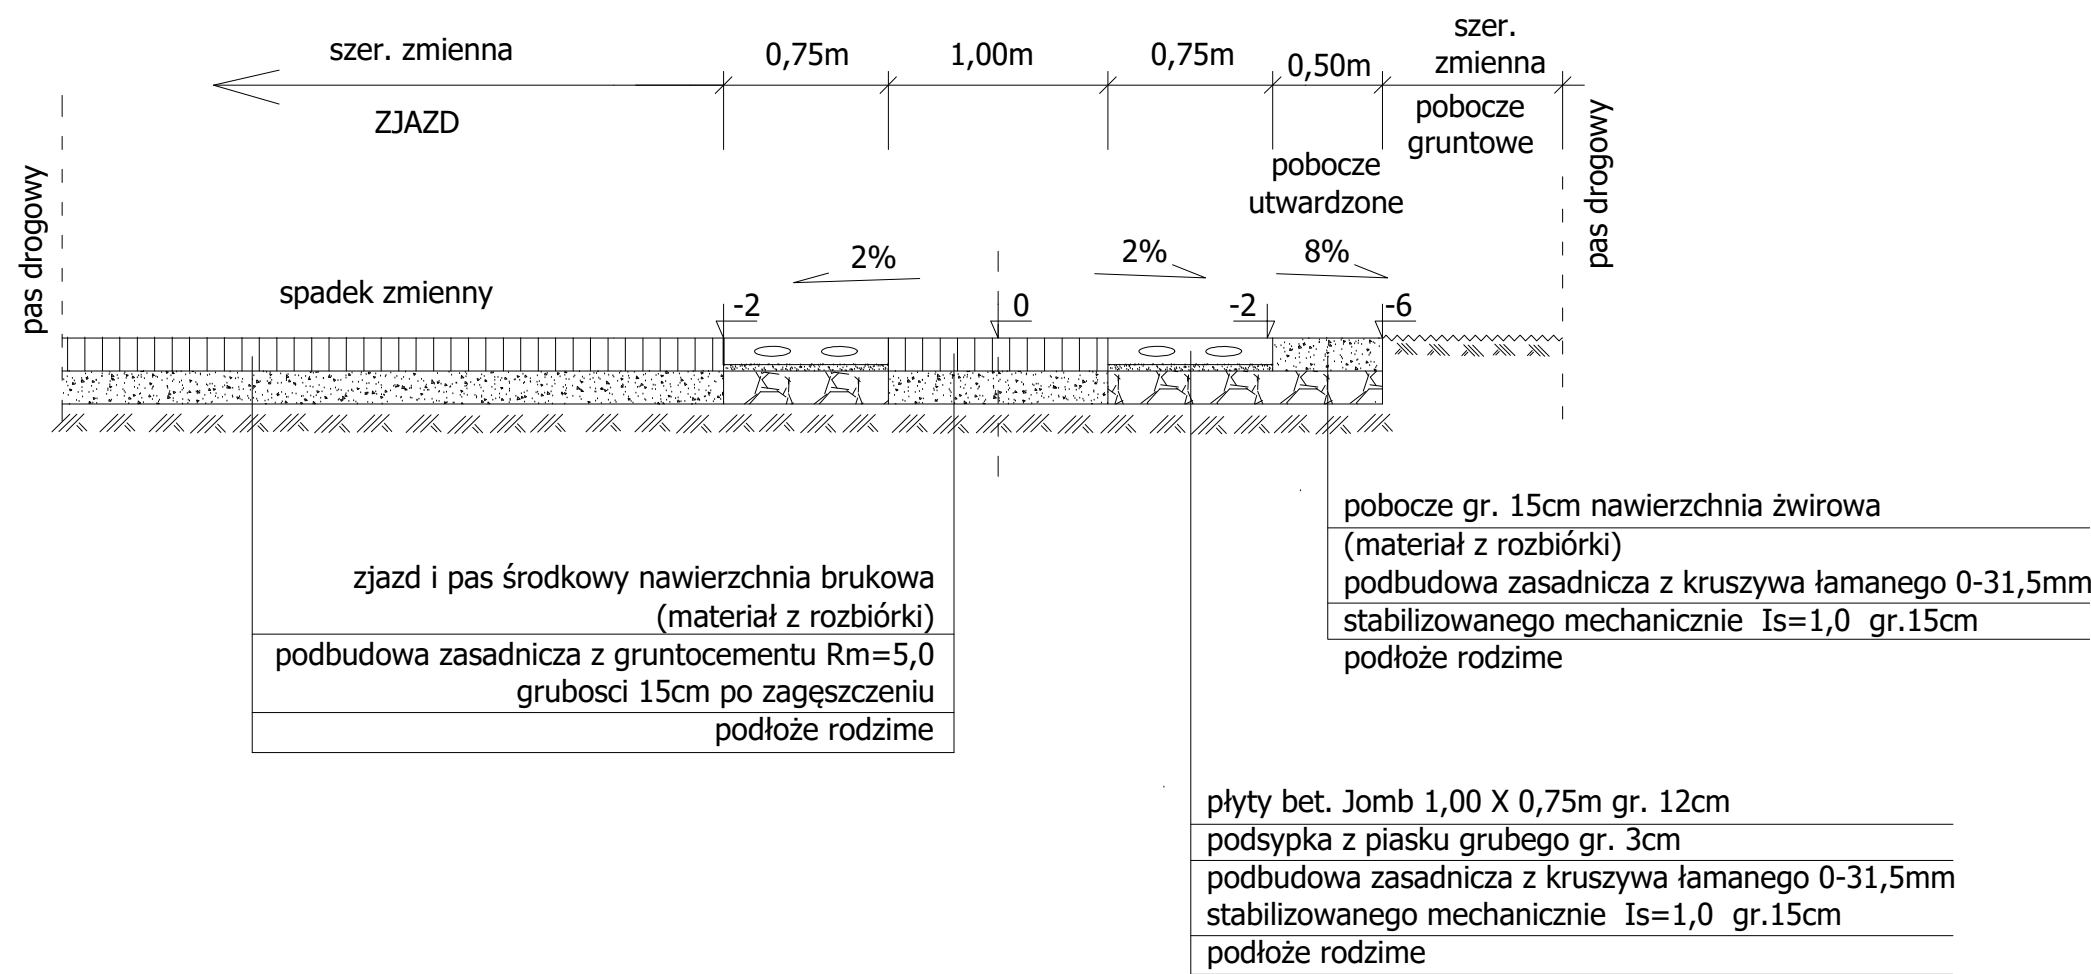 szer. zmienna
0,75m
1,00m
0,75m
0,50m
szer.
zmienna
ZJAZD
pobocze
gruntowe
pobocze
utwardzone
pas drogowy
pas drogowy
spadek zmienny
2%
2%
8%
-2
0
-2
-6
zjazd i pas środkowy nawierzchnia brukowa
(materiał z rozbiórki)
podbudowa zasadnicza z gruntocementu Rm=5,0
grubosci 15cm po zagęszczeniu
podłoże rodzime
pobocze gr. 15cm nawierzchnia żwirowa
(materiał z rozbiórki)
podbudowa zasadnicza z kruszywa łamanego 0-31,5mm
stabilizowanego mechanicznie Is=1,0 gr.15cm
podłoże rodzime
płyty bet. Jomb 1,00 X 0,75m gr. 12cm
podsypka z piasku grubego gr. 3cm
podbudowa zasadnicza z kruszywa łamanego 0-31,5mm
stabilizowanego mechanicznie Is=1,0 gr.15cm
podłoże rodzime